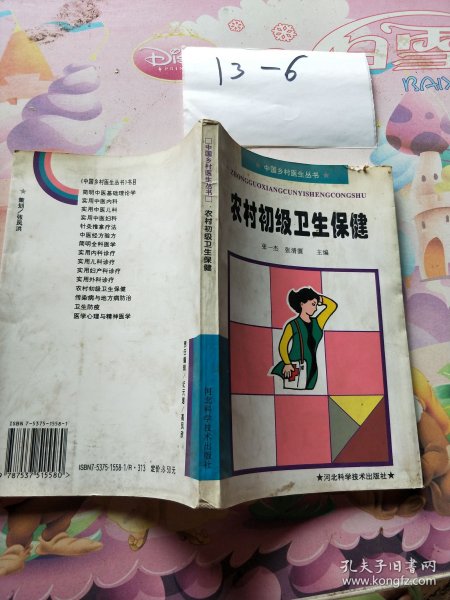 Disney
13-6
中国乡村医生丛书
ZHONGGUOXIANGCUNYISHENGCONGSHU
农村初级卫生保健
张一杰 张增国 主编
河北科学技术出版社
中国乡村医生丛书
农村初级卫生保健
河北科学技术出版社
《中国乡村医生丛书》书目
简明中医基础理论学
实用中医内科
实用中医儿科
实用中医妇科
针灸推拿疗法
中医经方验方
简明全科医学
实用内科诊疗
实用儿科诊疗
实用妇产科诊疗
实用外科诊疗
农村初级卫生保健
传染病与地方病防治
卫生防疫
医学心理与精神医学
策划/张凤滨
ISBN 7-5375-1558-1
9787537515580
ISBN7-5375-1558-1/R·313
孔夫子旧书网
www.kongfz.com